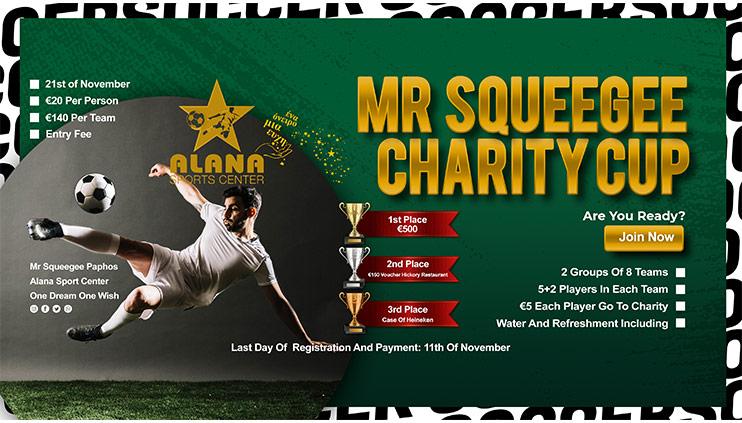 21st of November
€20 Per Person
€140 Per Team
Entry Fee
ένα
όνειρο
μια
ευχή
ALANA
SPORTS CENTER
MR SQUEEGEE
CHARITY CUP
Are You Ready?
Join Now
1st Place
€500
2nd Place
€150 Voucher Hickory Restaurant
3rd Place
Case Of Heineken
2 Groups Of 8 Teams
5+2 Players In Each Team
€5 Each Player Go To Charity
Water And Refreshment Including
Mr Squeegee Paphos
Alana Sport Center
One Dream One Wish
Last Day Of Registration And Payment: 11th Of November